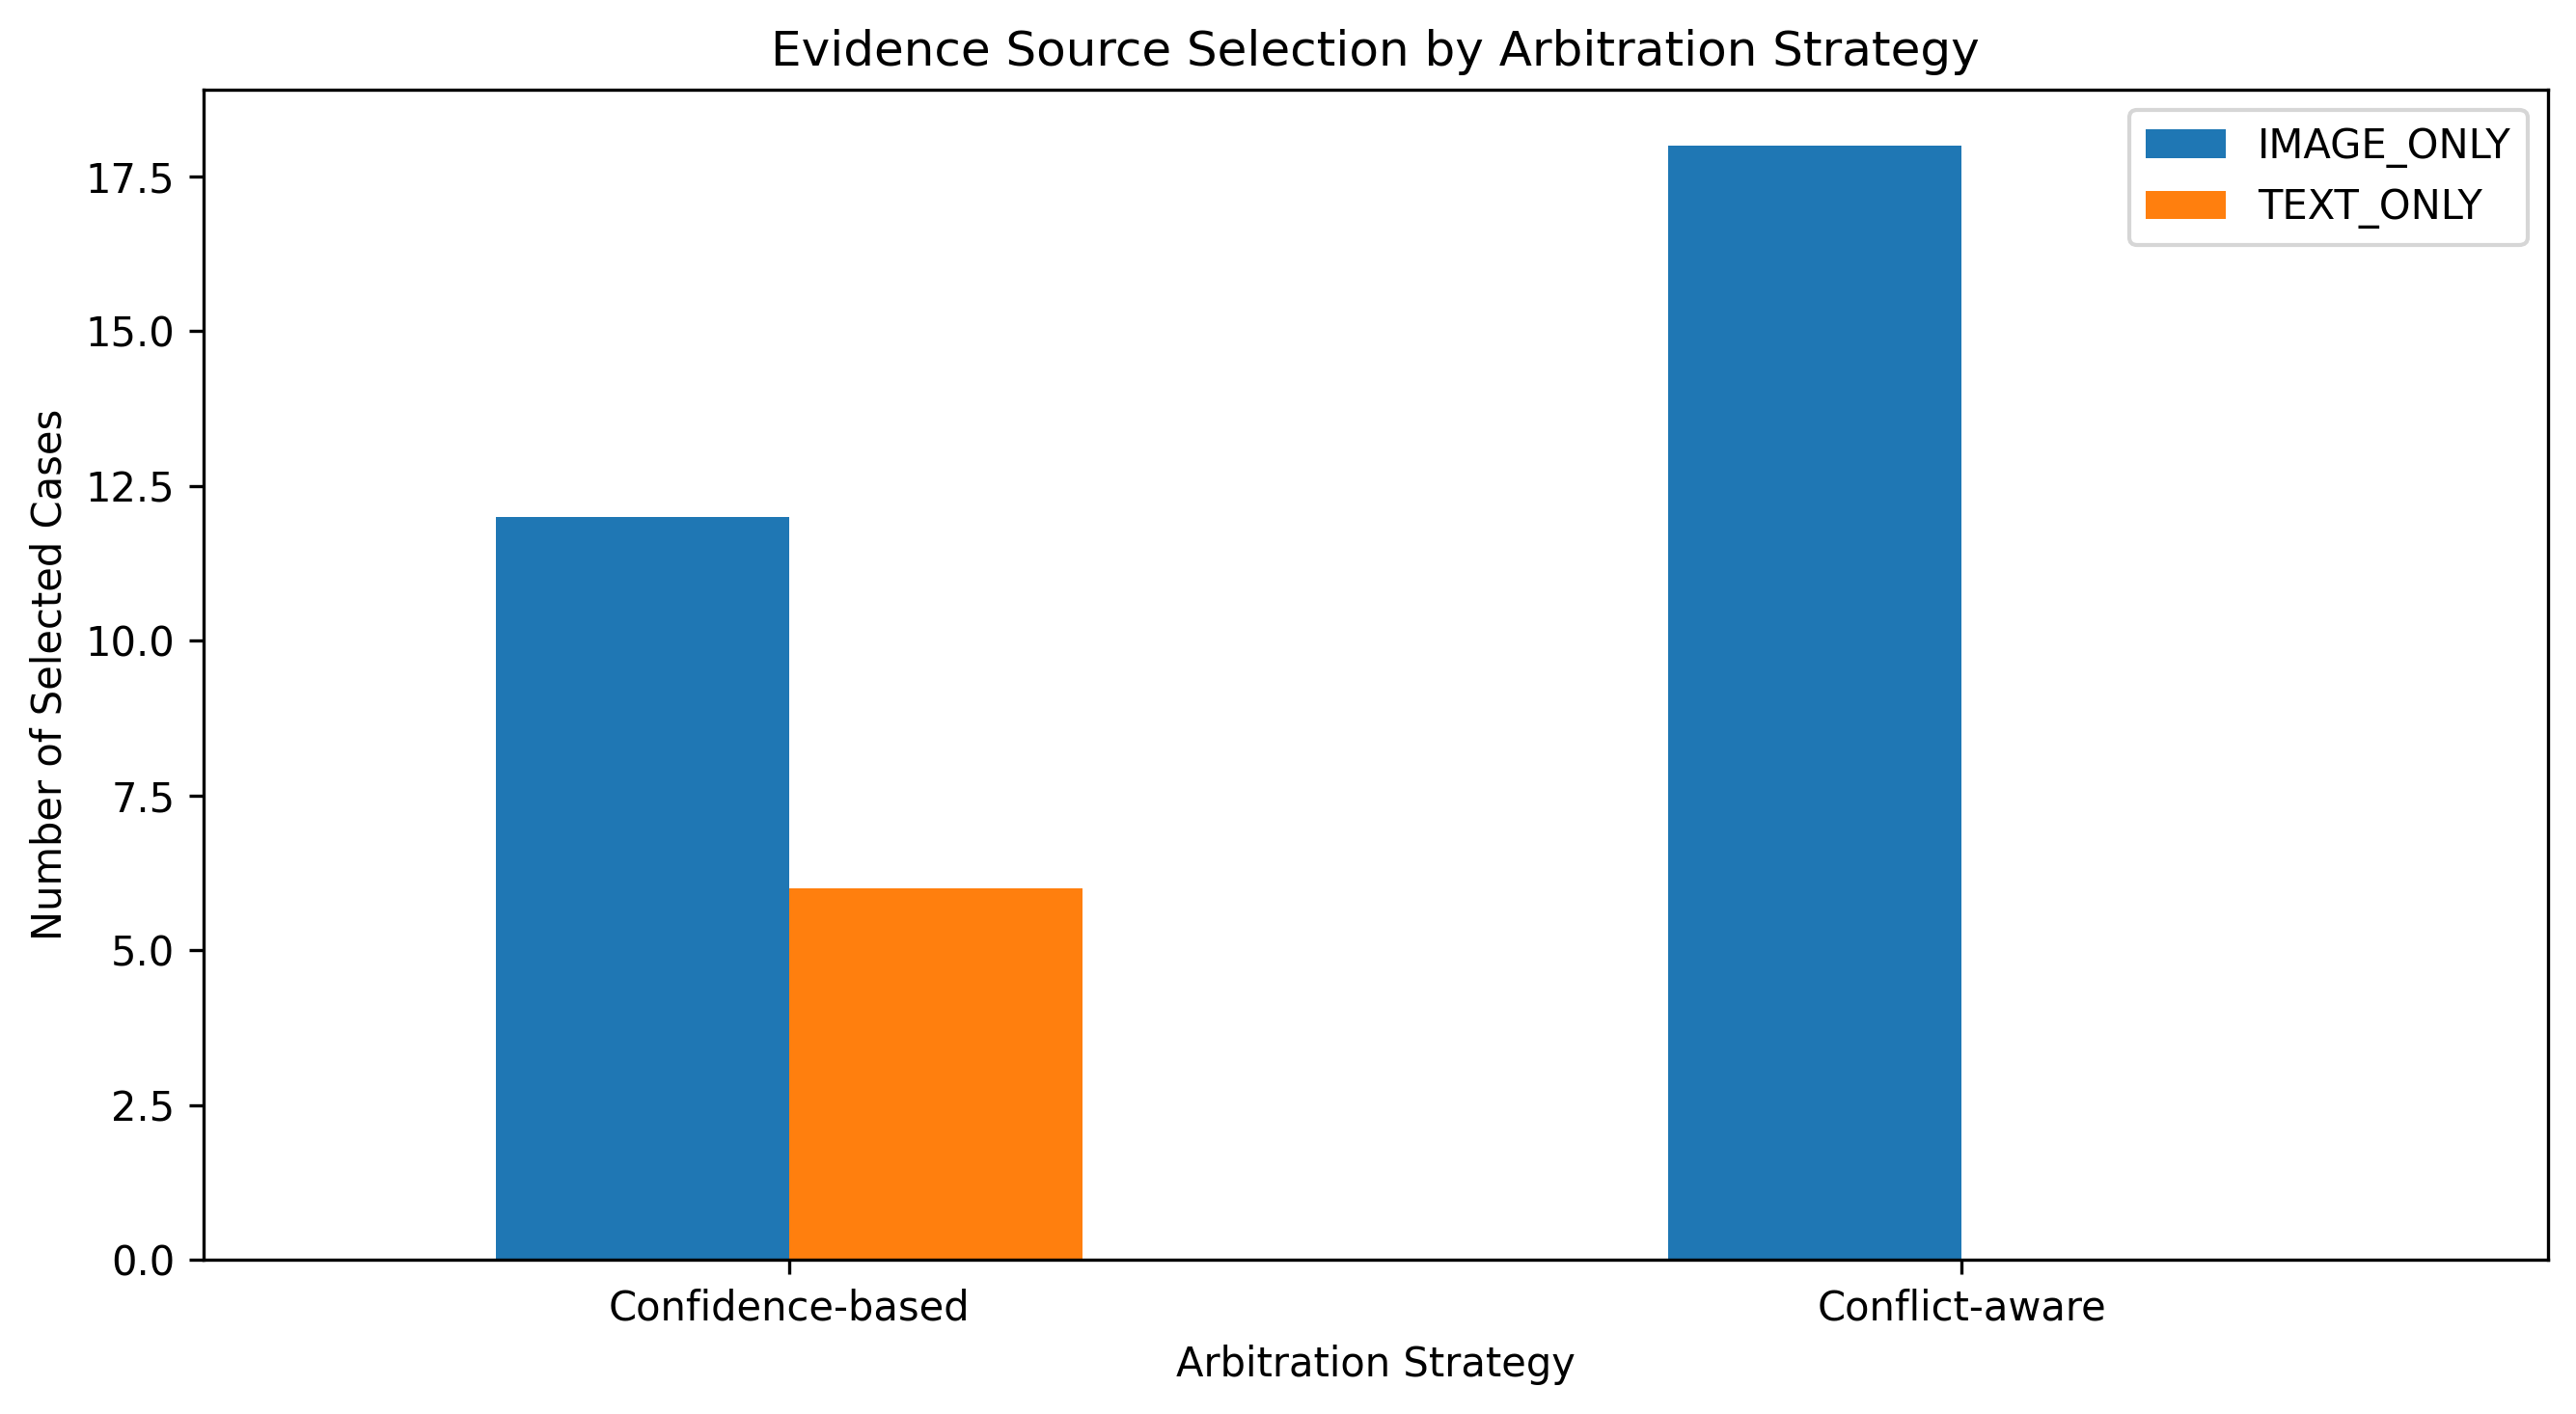 Evidence Source Selection by Arbitration Strategy
IMAGE_ONLY
TEXT_ONLY
Number of Selected Cases
17.5
15.0
12.5
10.0
7.5
5.0
2.5
0.0
Confidence-based
Conflict-aware
Arbitration Strategy